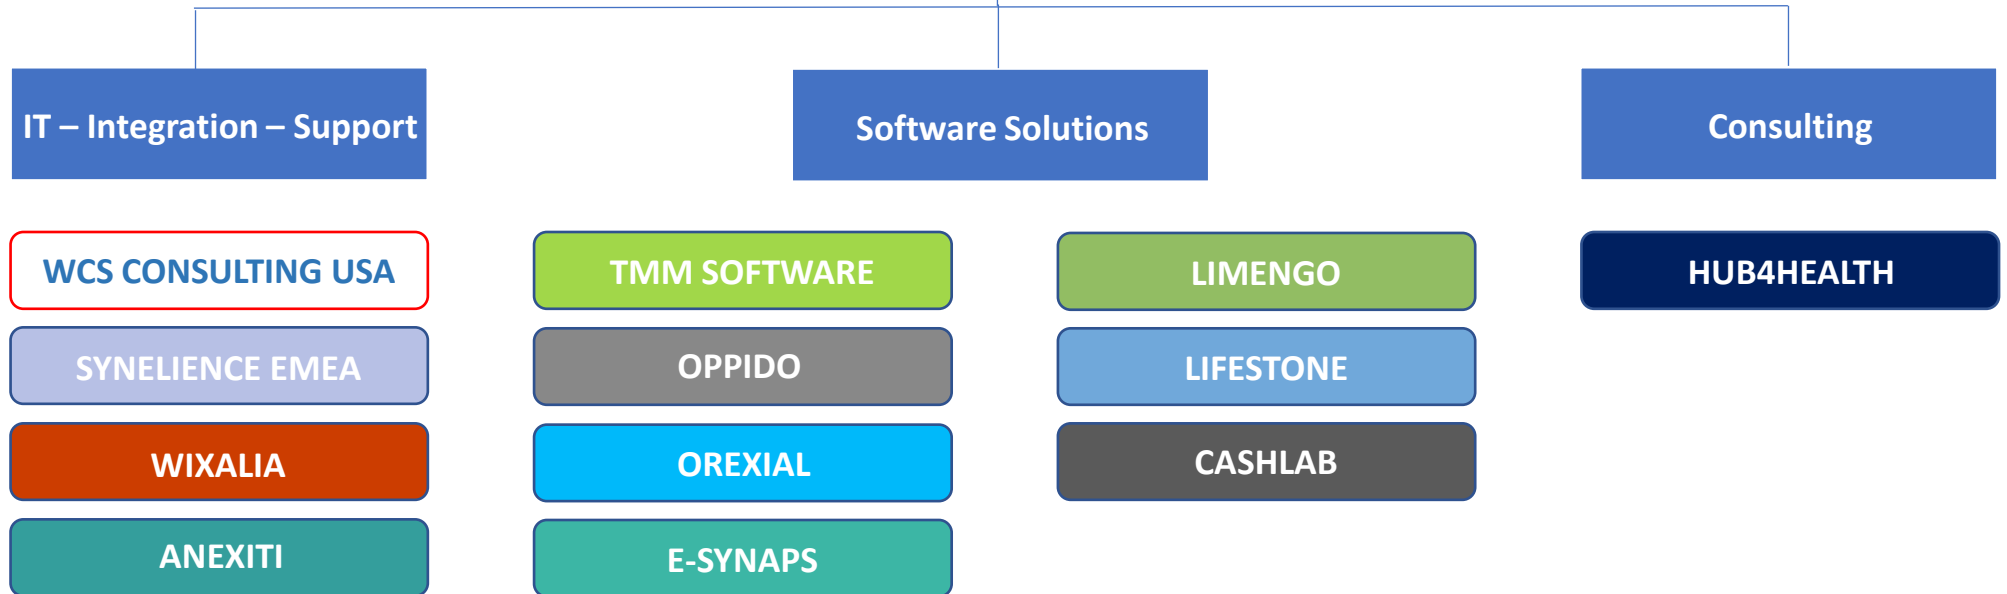 IT – Integration – Support
Software Solutions
Consulting
WCS CONSULTING USA
TMM SOFTWARE
LIMENGO
HUB4HEALTH
SYNELIENCE EMEA
OPPIDO
LIFESTONE
WIXALIA
OREXIAL
CASHLAB
ANEXITI
E-SYNAPS